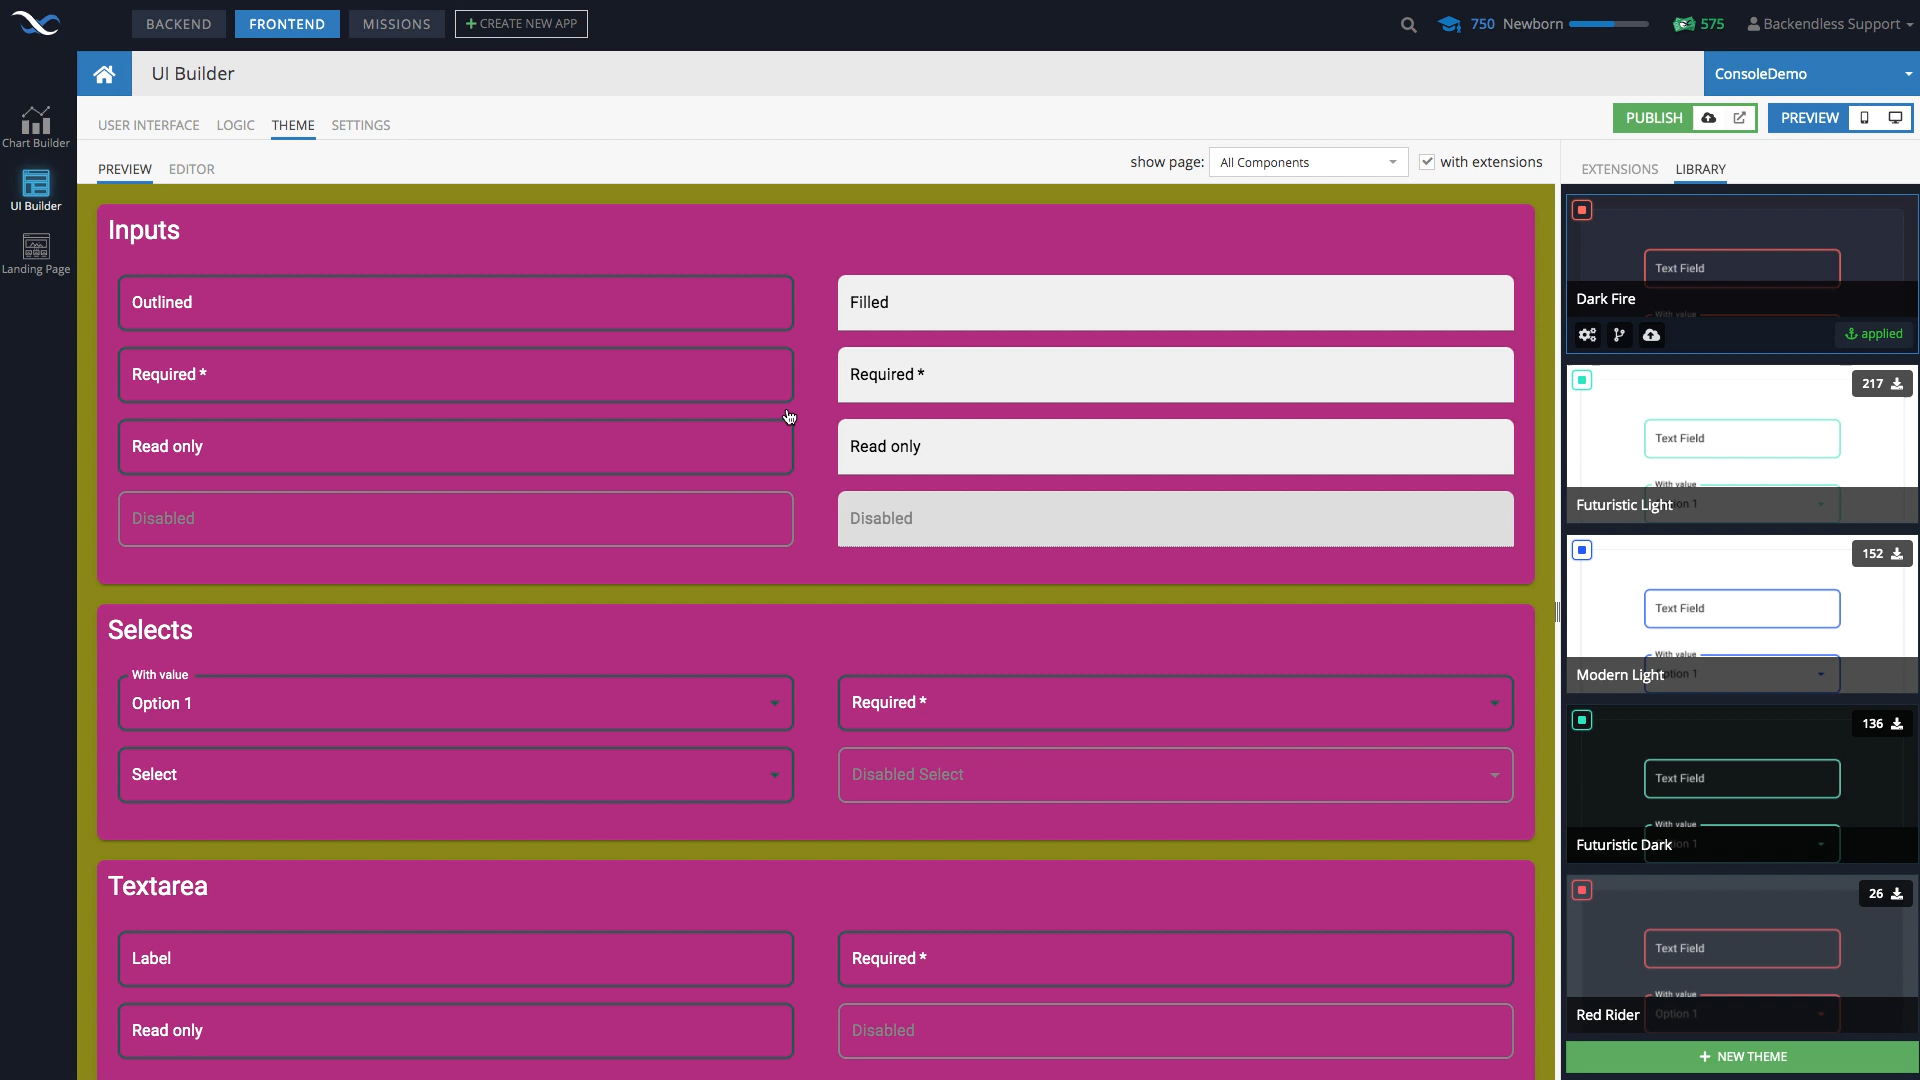 BACKEND FRONTEND MISSIONS + CREATE NEW APP 750 Newborn 575 Backendless Support
UI Builder ConsoleDemo
USER INTERFACE LOGIC THEME SETTINGS PUBLISH PREVIEW
PREVIEW EDITOR show page: All Components with extensions EXTENSIONS LIBRARY
Chart Builder
UI Builder
Landing Page
Inputs
Outlined Filled
Required * Required *
Read only Read only
Disabled Disabled
Selects
With value
Option 1 Required *
Select Disabled Select
Textarea
Label Required *
Read only Disabled
Text Field
Dark Fire
With value
applied
217
Text Field
With value
Futuristic Light
152
Text Field
With value
Modern Light
136
Text Field
With value
Futuristic Dark
26
Text Field
With value
Red Rider Option 1
+ NEW THEME